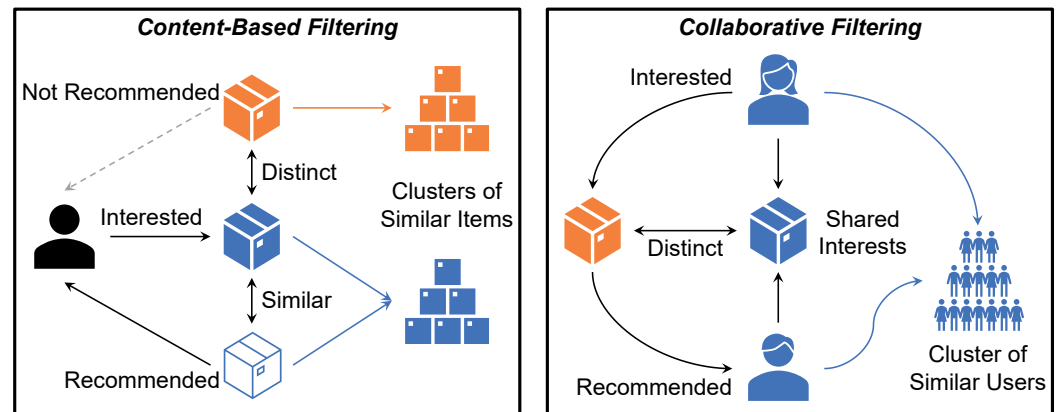 Content-Based Filtering
Not Recommended
Distinct
Clusters of
Similar Items
Interested
Similar
Recommended
Collaborative Filtering
Interested
Shared
Interests
Distinct
Recommended
Cluster of
Similar Users